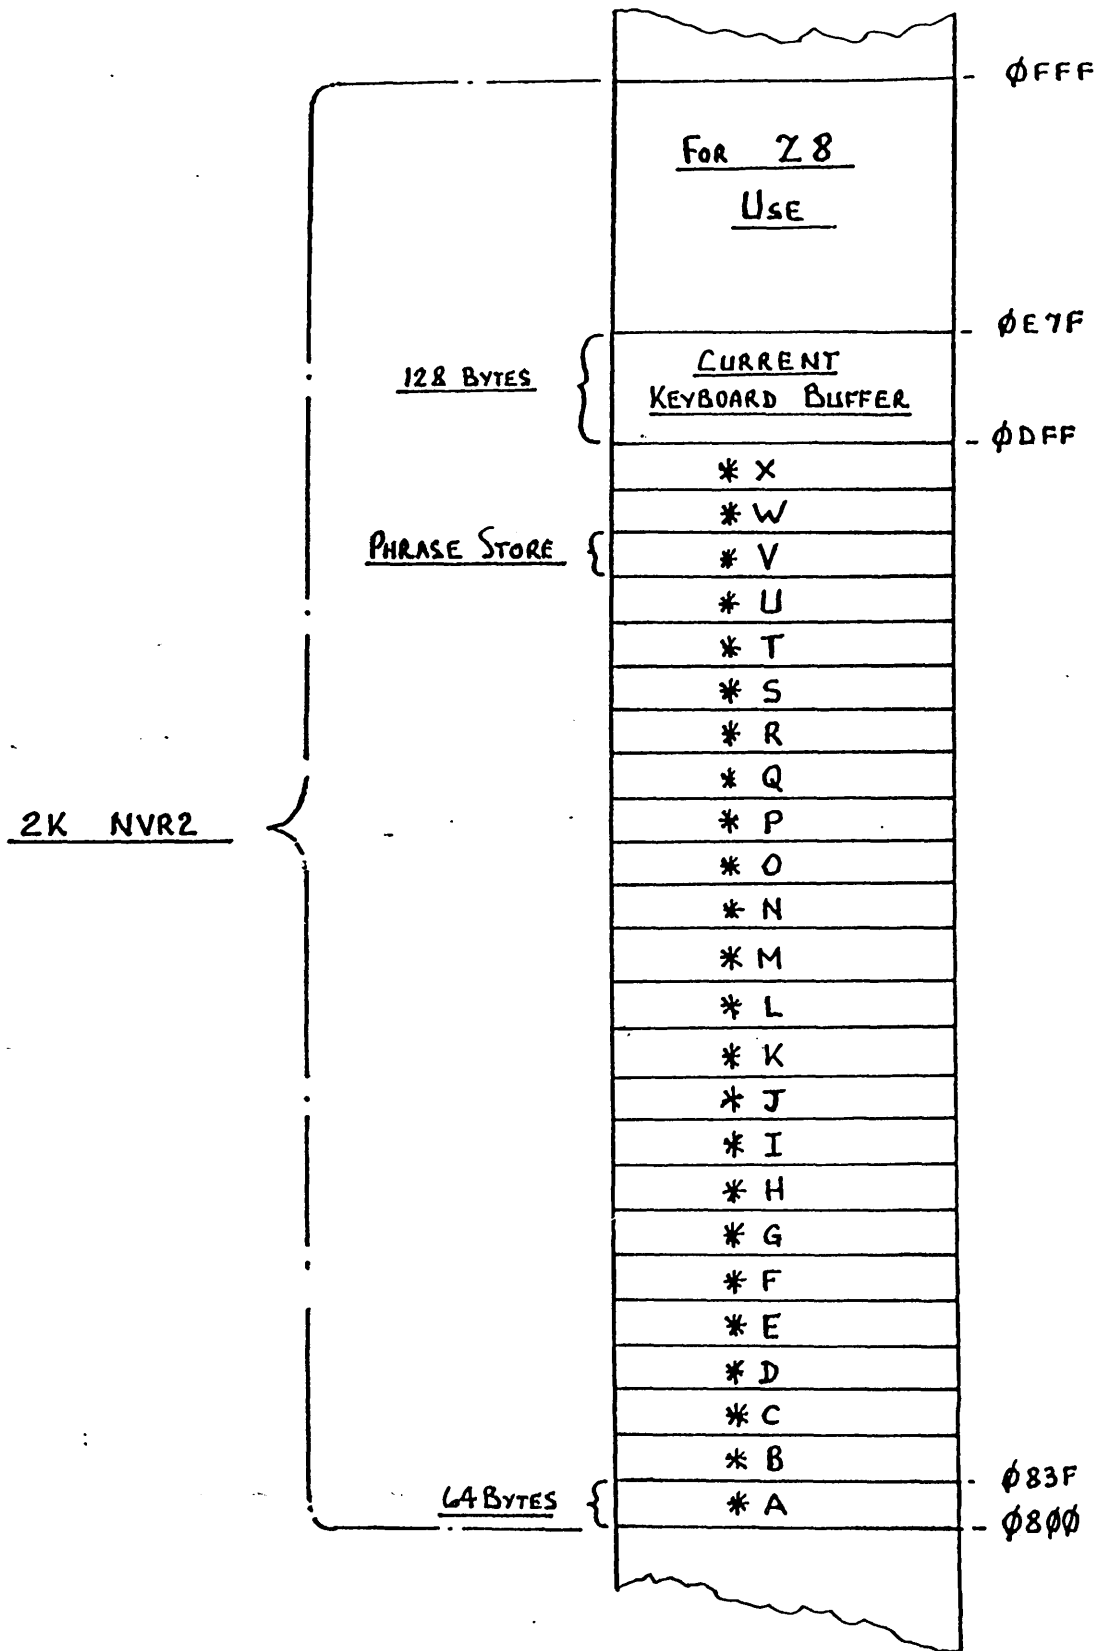 ØFFF
FOR Z8
USE
ØE7F
128 BYTES
CURRENT
KEYBOARD BUFFER
ØDFF
* X
* W
PHRASE STORE
* V
* U
* T
* S
* R
* Q
2K NVR2
* P
* O
* N
* M
* L
* K
* J
* I
* H
* G
* F
* E
* D
* C
* B
Ø83F
64 BYTES
* A
Ø8ØØ